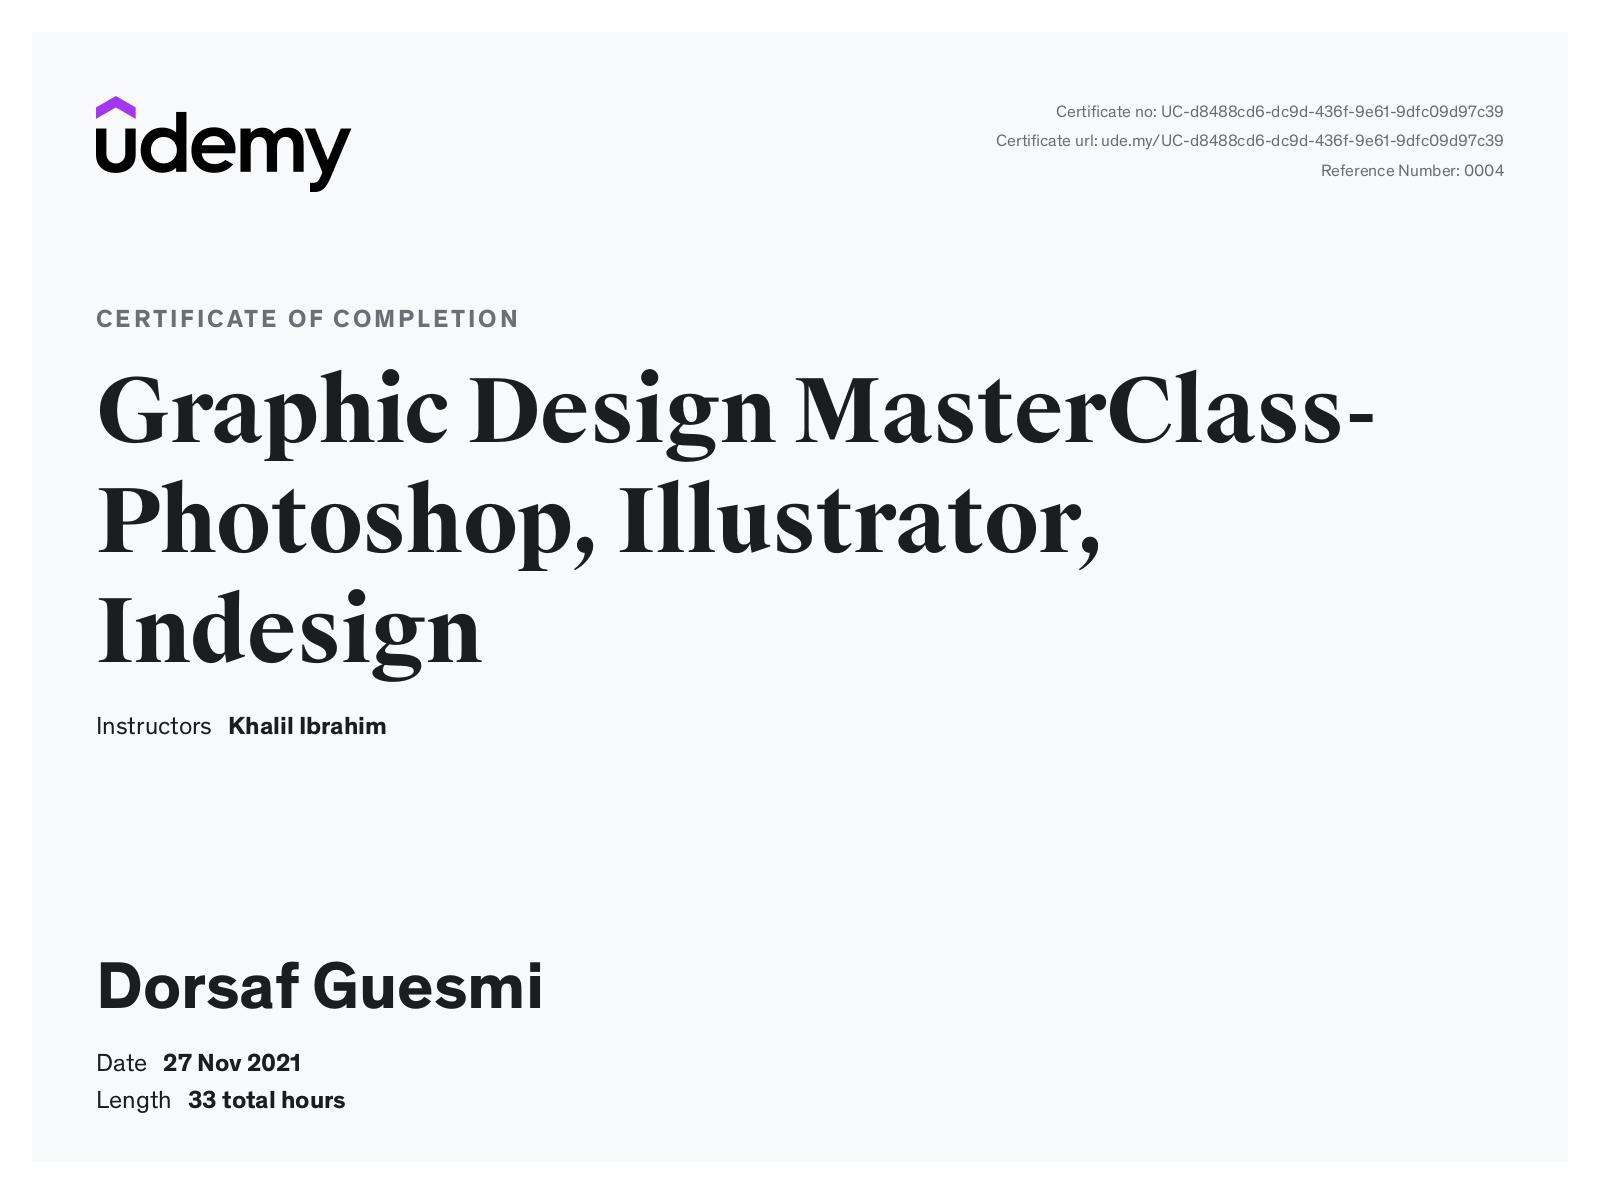 udemy
Certificate no: UC-d8488cd6-dc9d-436f-9e61-9dfc09d97c39
Certificate url: ude.my/UC-d8488cd6-dc9d-436f-9e61-9dfc09d97c39
Reference Number: 0004
CERTIFICATE OF COMPLETION
Graphic Design MasterClass-
Photoshop, Illustrator,
Indesign
Instructors Khalil Ibrahim
Dorsaf Guesmi
Date 27 Nov 2021
Length 33 total hours